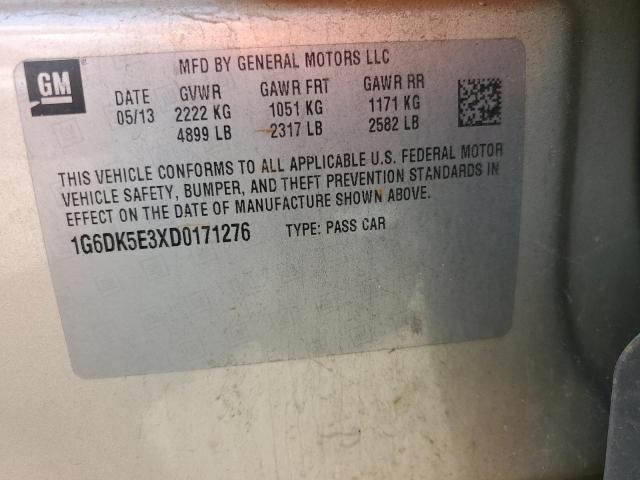 GM
MFD BY GENERAL MOTORS LLC
DATE GVWR GAWR FRT GAWR RR
05/13 2222 KG 1051 KG 1171 KG
4899 LB 2317 LB 2582 LB
THIS VEHICLE CONFORMS TO ALL APPLICABLE U.S. FEDERAL MOTOR
VEHICLE SAFETY, BUMPER, AND THEFT PREVENTION STANDARDS IN
EFFECT ON THE DATE OF MANUFACTURE SHOWN ABOVE.
1G6DK5E3XD0171276 TYPE: PASS CAR